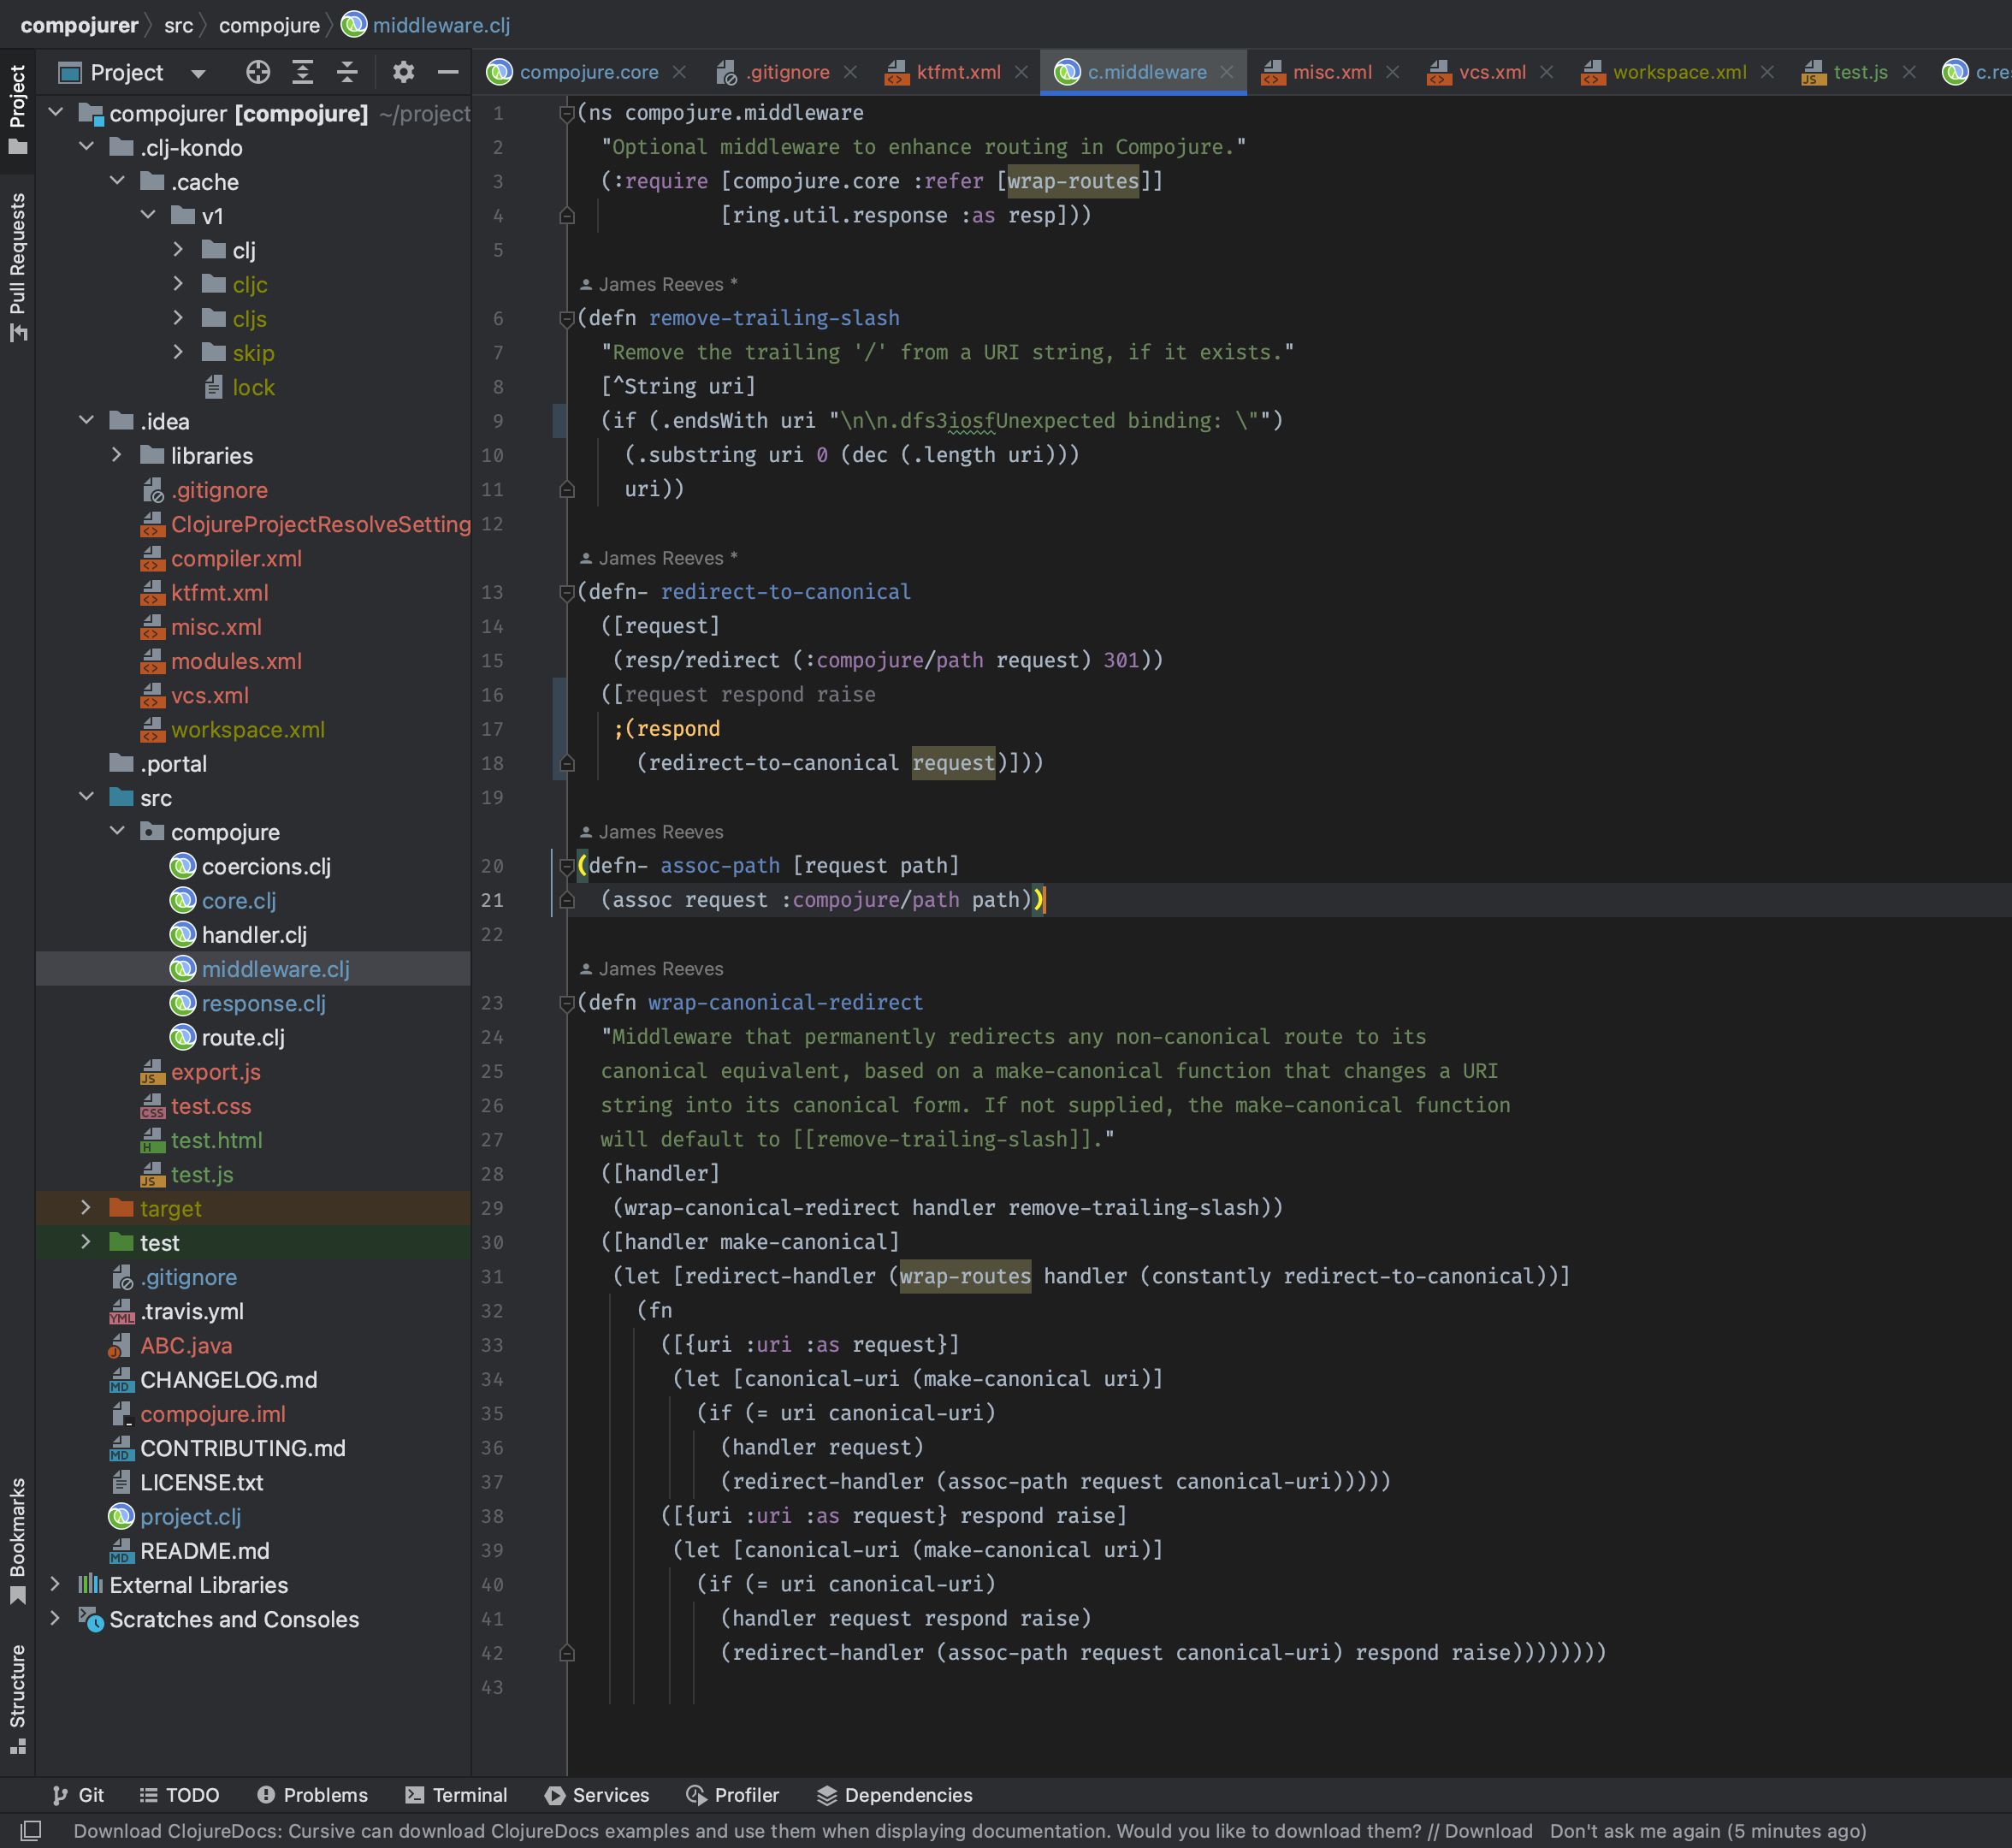 compojurer src compojure middleware.clj
Project
compojure.core .gitignore ktfmt.xml c.middleware misc.xml vcs.xml workspace.xml test.js
Project
Pull Requests
Bookmarks
Structure
compojurer [compojure] ~/project
.clj-kondo
.cache
v1
clj
cljc
cljs
skip
lock
.idea
libraries
.gitignore
ClojureProjectResolveSetting
compiler.xml
ktfmt.xml
misc.xml
modules.xml
vcs.xml
workspace.xml
.portal
src
compojure
coercions.clj
core.clj
handler.clj
middleware.clj
response.clj
route.clj
export.js
test.css
test.html
test.js
target
test
.gitignore
.travis.yml
ABC.java
CHANGELOG.md
compojure.iml
CONTRIBUTING.md
LICENSE.txt
project.clj
README.md
External Libraries
Scratches and Consoles
1 (ns compojure.middleware
2 "Optional middleware to enhance routing in Compojure."
3 (:require [compojure.core :refer [wrap-routes]]
4 [ring.util.response :as resp]))
5
James Reeves *
6 (defn remove-trailing-slash
7 "Remove the trailing '/' from a URI string, if it exists."
8 [^String uri]
9 (if (.endsWith uri "\n\n.dfs3iosfUnexpected binding: \"")
10 (.substring uri 0 (dec (.length uri)))
11 uri))
12
James Reeves *
13 (defn- redirect-to-canonical
14 ([request]
15 (resp/redirect (:compojure/path request) 301))
16 ([request respond raise
17 ;(respond
18 (redirect-to-canonical request)]))
19
James Reeves
20 (defn- assoc-path [request path]
21 (assoc request :compojure/path path))
22
James Reeves
23 (defn wrap-canonical-redirect
24 "Middleware that permanently redirects any non-canonical route to its
25 canonical equivalent, based on a make-canonical function that changes a URI
26 string into its canonical form. If not supplied, the make-canonical function
27 will default to [[remove-trailing-slash]]."
28 ([handler]
29 (wrap-canonical-redirect handler remove-trailing-slash))
30 ([handler make-canonical]
31 (let [redirect-handler (wrap-routes handler (constantly redirect-to-canonical))]
32 (fn
33 ([{uri :uri :as request}]
34 (let [canonical-uri (make-canonical uri)]
35 (if (= uri canonical-uri)
36 (handler request)
37 (redirect-handler (assoc-path request canonical-uri)))))
38 ([{uri :uri :as request} respond raise]
39 (let [canonical-uri (make-canonical uri)]
40 (if (= uri canonical-uri)
41 (handler request respond raise)
42 (redirect-handler (assoc-path request canonical-uri) respond raise))))))))
43
Git TODO Problems Terminal Services Profiler Dependencies
Download ClojureDocs: Cursive can download ClojureDocs examples and use them when displaying documentation. Would you like to download them? // Download Don't ask me again (5 minutes ago)